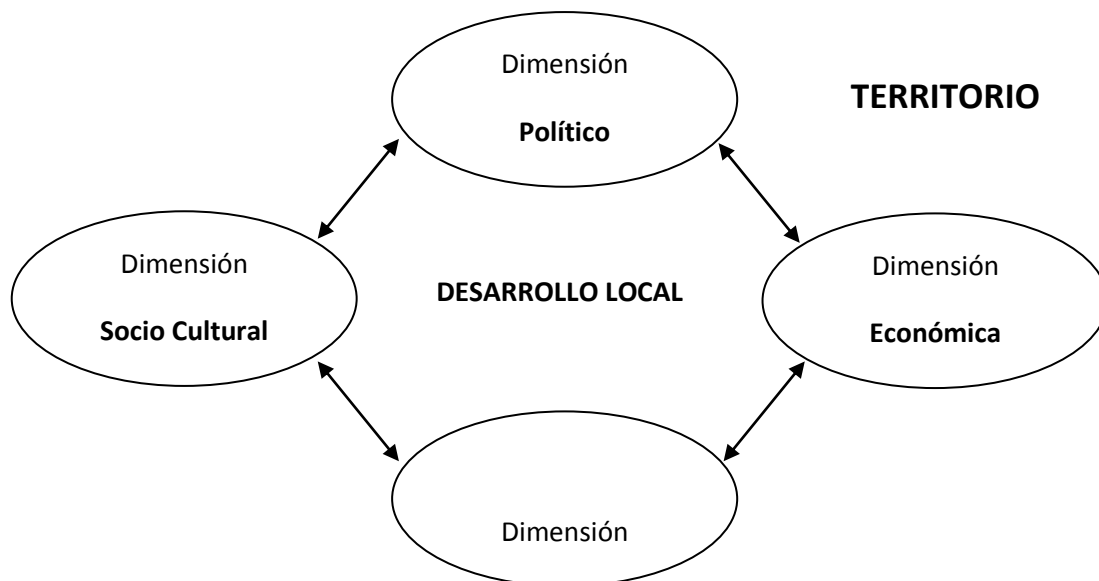 Dimensión
Político
TERRITORIO
Dimensión
Socio Cultural
DESARROLLO LOCAL
Dimensión
Económica
Dimensión